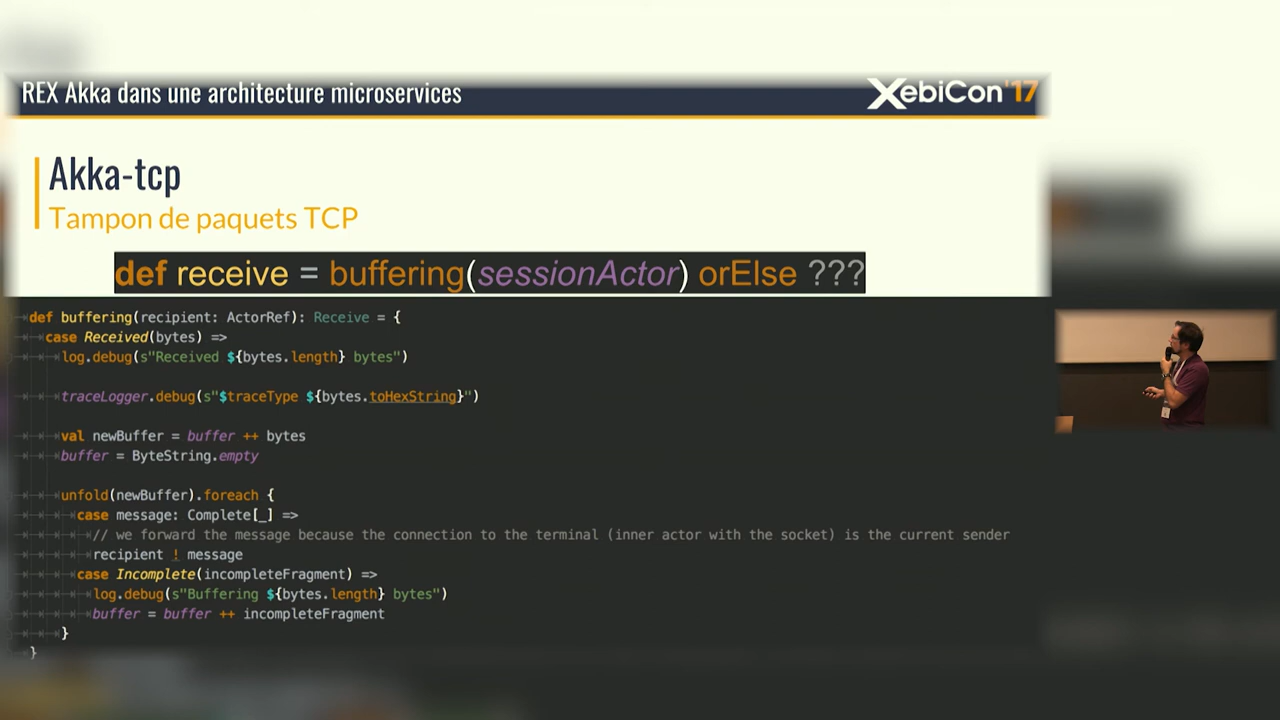 REX Akka dans une architecture microservices
XebiCon'17
Akka-tcp
Tampon de paquets TCP
def receive = buffering(sessionActor) orElse ???
def buffering(recipient: ActorRef): Receive = {
case Received(bytes) =>
log.debug(s"Received ${bytes.length} bytes")
traceLogger.debug(s"$traceType ${bytes.toHexString}")
val newBuffer = buffer ++ bytes
buffer = ByteString.empty
unfold(newBuffer).foreach {
case message: Complete[_] =>
// we forward the message because the connection to the terminal (inner actor with the socket) is the current sender
recipient ! message
case Incomplete(incompleteFragment) =>
log.debug(s"Buffering ${bytes.length} bytes")
buffer = buffer ++ incompleteFragment
}
}